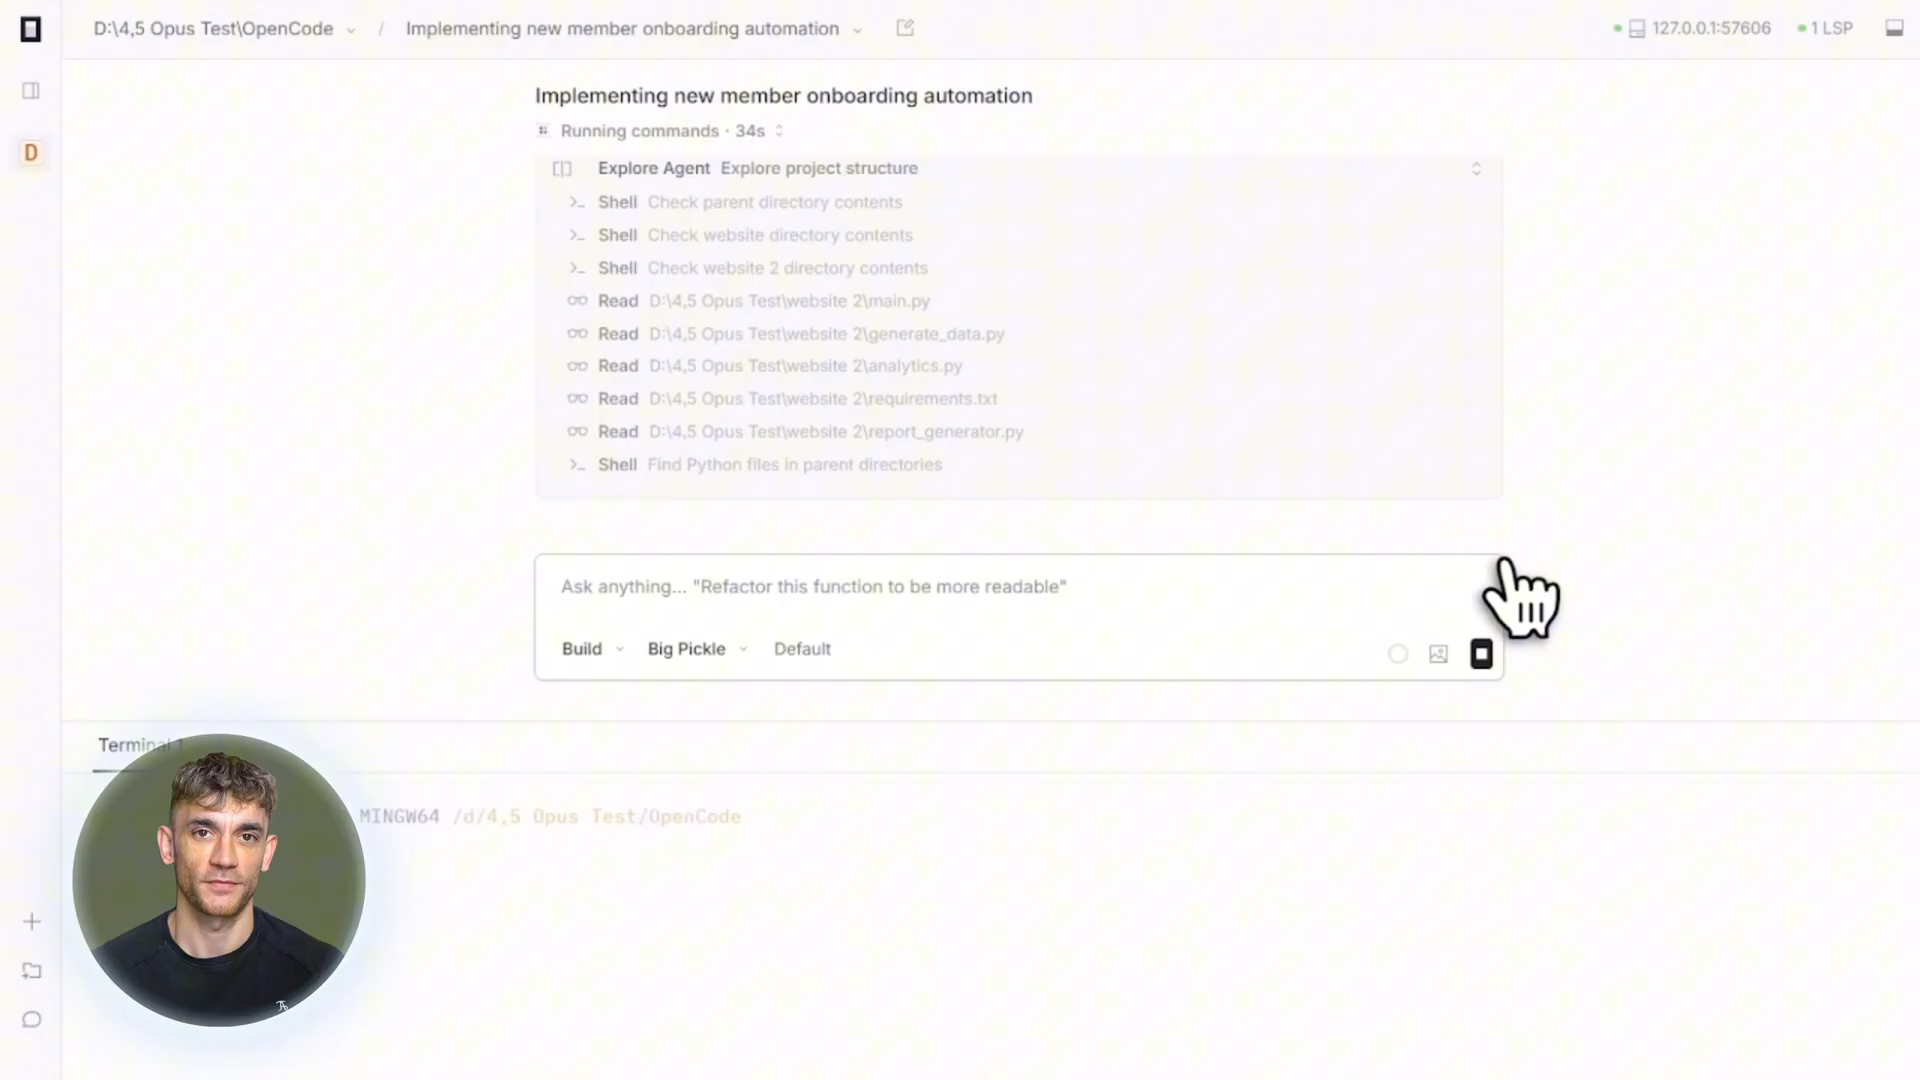 D:\4,5 Opus Test\OpenCode / Implementing new member onboarding automation
127.0.0.1:57606 1 LSP
D
Implementing new member onboarding automation
Running commands · 34s
Explore Agent Explore project structure
>_ Shell Check parent directory contents
>_ Shell Check website directory contents
>_ Shell Check website 2 directory contents
Read D:\4,5 Opus Test\website 2\main.py
Read D:\4,5 Opus Test\website 2\generate_data.py
Read D:\4,5 Opus Test\website 2\analytics.py
Read D:\4,5 Opus Test\website 2\requirements.txt
Read D:\4,5 Opus Test\website 2\report_generator.py
>_ Shell Find Python files in parent directories
Ask anything... "Refactor this function to be more readable"
Build Big Pickle Default
Terminal 1
MINGW64 /d/4,5 Opus Test/OpenCode